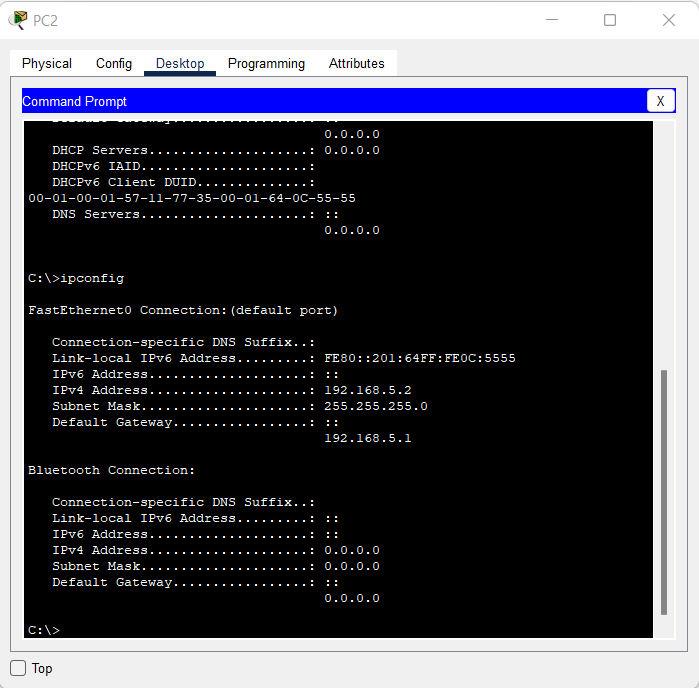 PC2
Physical Config Desktop Programming Attributes
Command Prompt X
Default Gateway.................: ::
                                     0.0.0.0
   DHCP Servers....................: 0.0.0.0
   DHCPv6 IAID.....................:
   DHCPv6 Client DUID..............:
00-01-00-01-57-11-77-35-00-01-64-0C-55-55
   DNS Servers.....................: ::
                                     0.0.0.0
C:\>ipconfig
FastEthernet0 Connection:(default port)
   Connection-specific DNS Suffix..:
   Link-local IPv6 Address.........: FE80::201:64FF:FE0C:5555
   IPv6 Address....................: ::
   IPv4 Address....................: 192.168.5.2
   Subnet Mask.....................: 255.255.255.0
   Default Gateway.................: ::
                                     192.168.5.1
Bluetooth Connection:
   Connection-specific DNS Suffix..:
   Link-local IPv6 Address.........: ::
   IPv6 Address....................: ::
   IPv4 Address....................: 0.0.0.0
   Subnet Mask.....................: 0.0.0.0
   Default Gateway.................: ::
                                     0.0.0.0
C:\>
Top